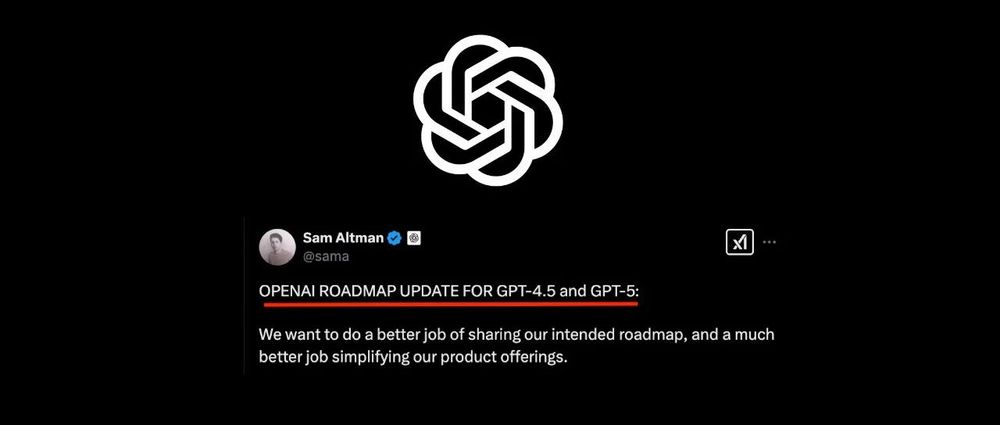 Sam Altman
@sama
OPENAI ROADMAP UPDATE FOR GPT-4.5 and GPT-5:
We want to do a better job of sharing our intended roadmap, and a much
better job simplifying our product offerings.